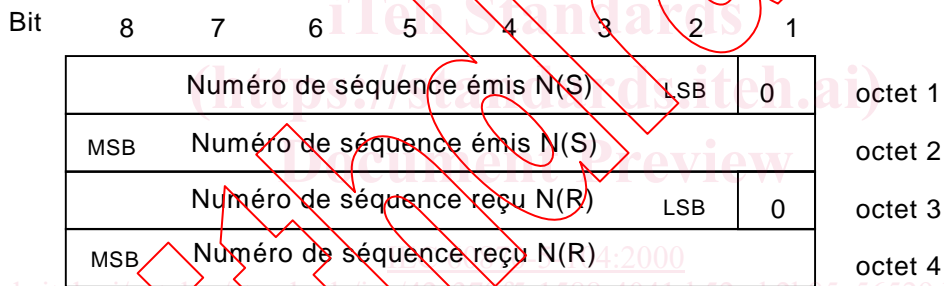 iTeh Standards
Bit 8 7 6 5 4 3 2 1
Numéro de séquence émis N(S) LSB 0 octet 1
(https://standards.iteh.ai)
MSB Numéro de séquence émis N(S) octet 2
Document Preview
Numéro de séquence reçu N(R) LSB 0 octet 3
MSB Numéro de séquence reçu N(R) octet 4
4:2000